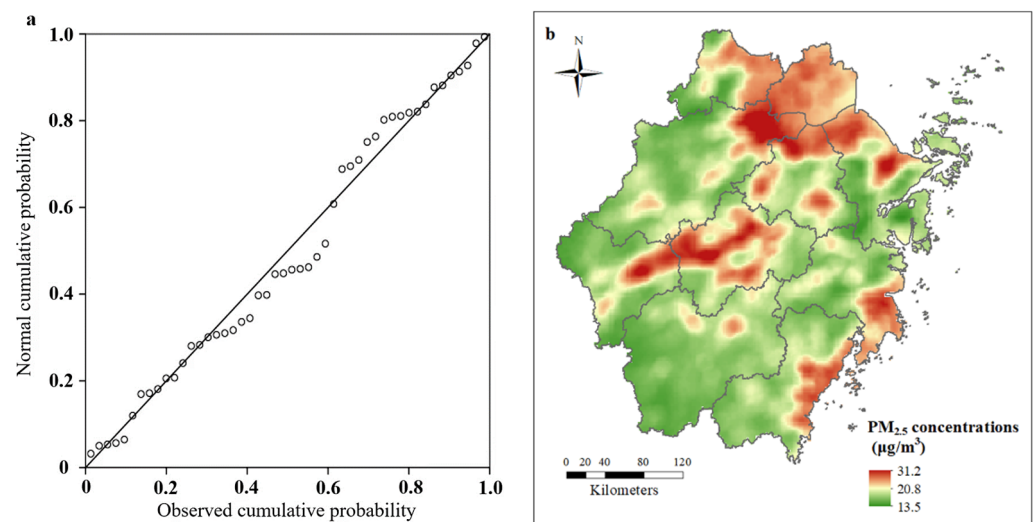 a
1.0
0.8
0.6
0.4
0.2
0
0 0.2 0.4 0.6 0.8 1.0
Normal cumulative probability
Observed cumulative probability
b
N
PM2.5 concentrations
(μg/m³)
31.2
20.8
13.5
0 20 40 80 120
Kilometers